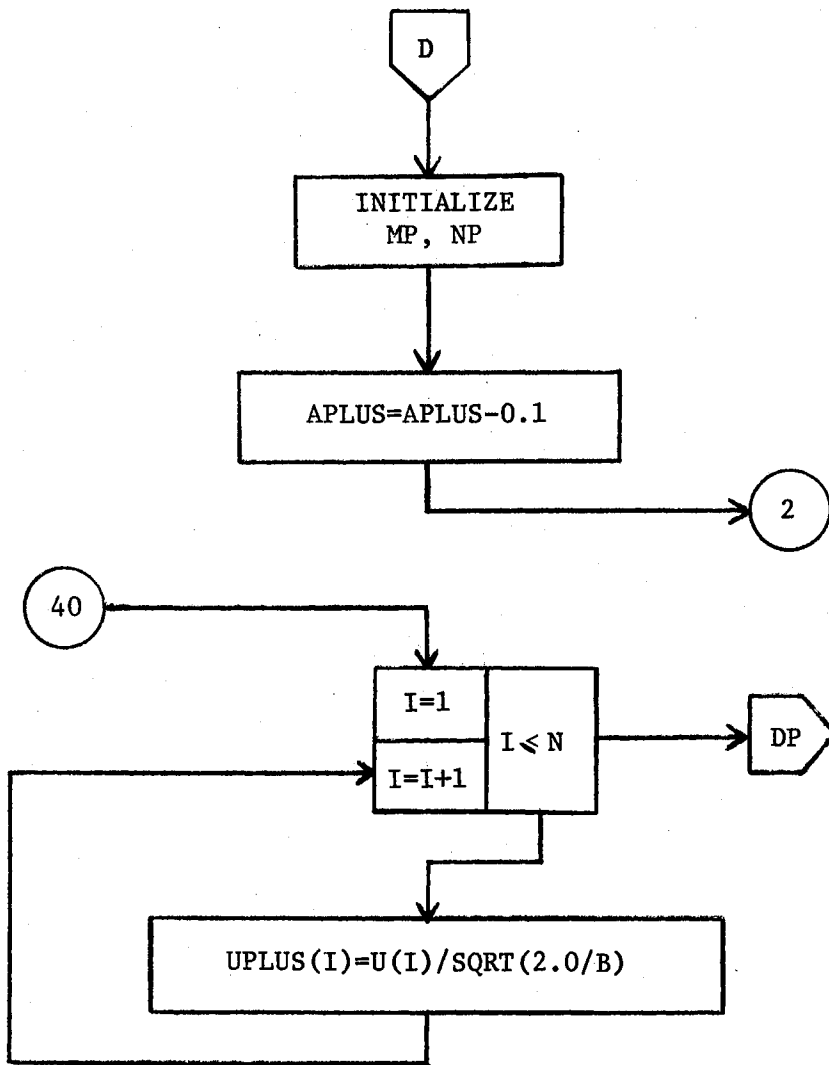 D
INITIALIZE
MP, NP
APLUS=APLUS-0.1
2
40
I=1
I⩽N
DP
I=I+1
UPLUS(I)=U(I)/SQRT(2.0/B)